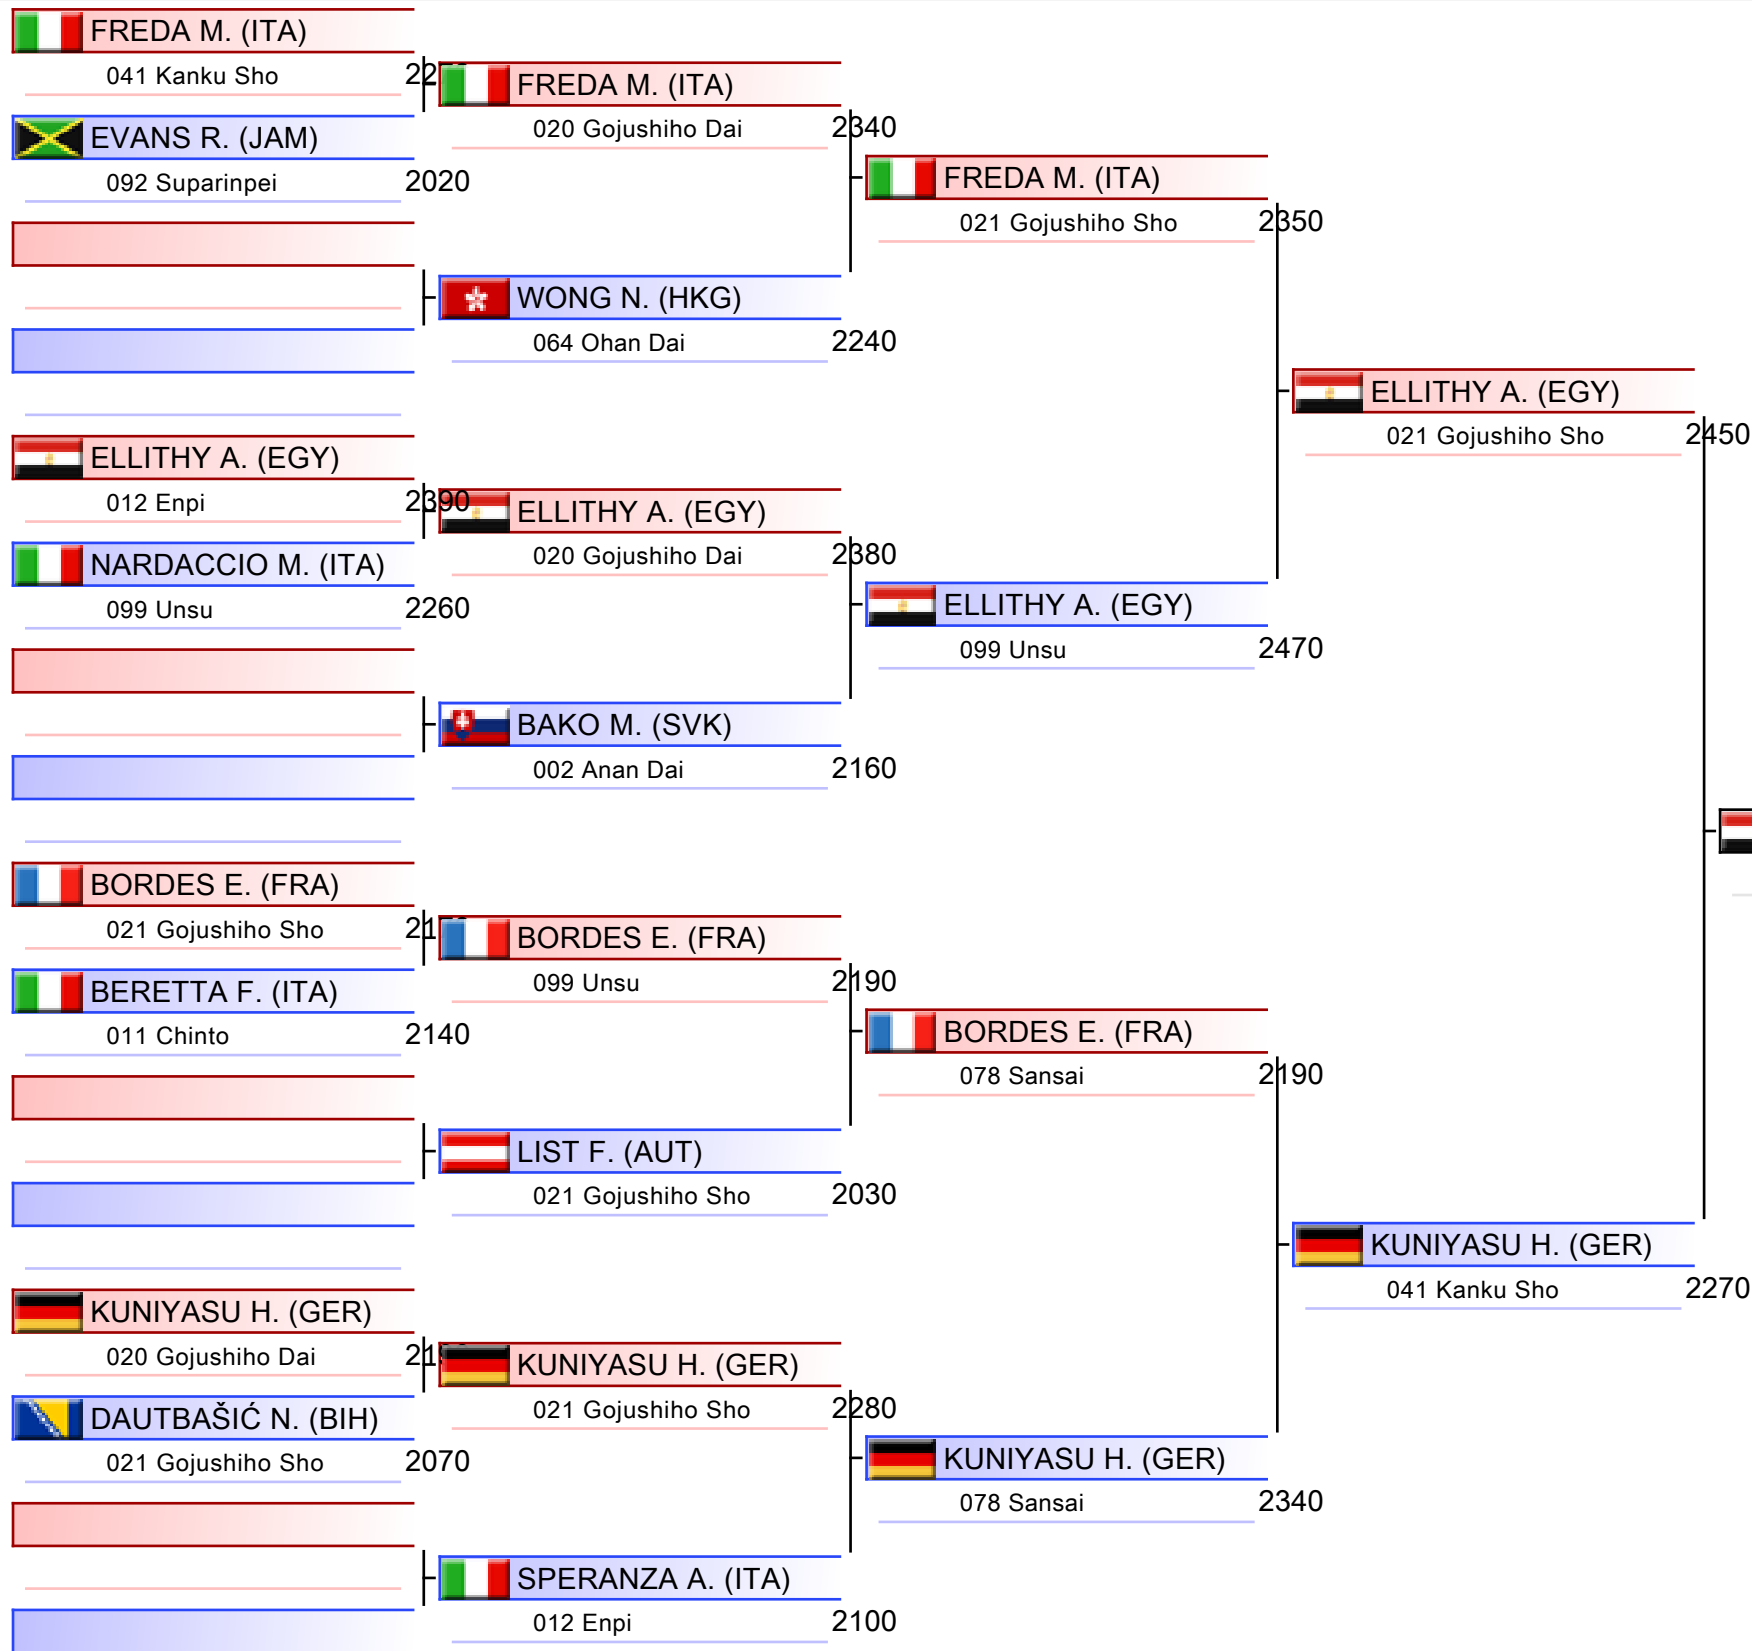 FREDA M. (ITA)
041 Kanku Sho
EVANS R. (JAM)
092 Suparinpei 2020
ELLITHY A. (EGY)
012 Enpi 2390
NARDACCIO M. (ITA)
099 Unsu 2260
BORDES E. (FRA)
021 Gojushiho Sho
BERETTA F. (ITA)
011 Chinto 2140
KUNIYASU H. (GER)
020 Gojushiho Dai
DAUTBAŠIĆ N. (BIH)
021 Gojushiho Sho 2070
FREDA M. (ITA)
020 Gojushiho Dai 2340
WONG N. (HKG)
064 Ohan Dai 2240
ELLITHY A. (EGY)
020 Gojushiho Dai 2380
BAKO M. (SVK)
002 Anan Dai 2160
BORDES E. (FRA)
099 Unsu 2190
LIST F. (AUT)
021 Gojushiho Sho 2030
KUNIYASU H. (GER)
021 Gojushiho Sho 2280
SPERANZA A. (ITA)
012 Enpi 2100
FREDA M. (ITA)
021 Gojushiho Sho 2350
ELLITHY A. (EGY)
099 Unsu 2470
BORDES E. (FRA)
078 Sansai 2190
KUNIYASU H. (GER)
078 Sansai 2340
ELLITHY A. (EGY)
021 Gojushiho Sho 2450
KUNIYASU H. (GER)
041 Kanku Sho 2270